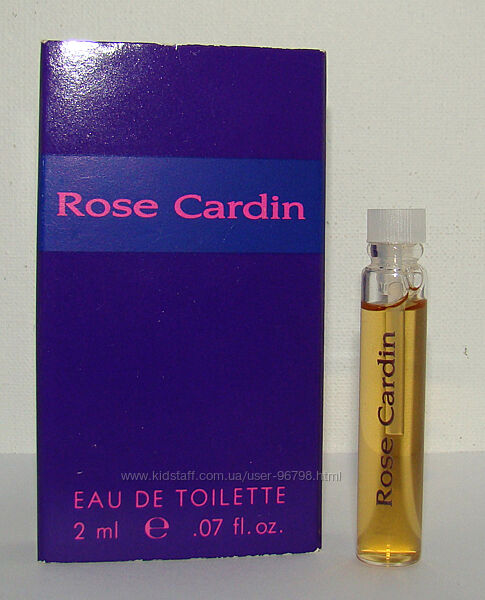 Rose Cardin
Rose Cardin
www.kidstaff.com.ua/user-96798.html
EAU DE TOILETTE
2 ml ℮ .07 fl.oz.